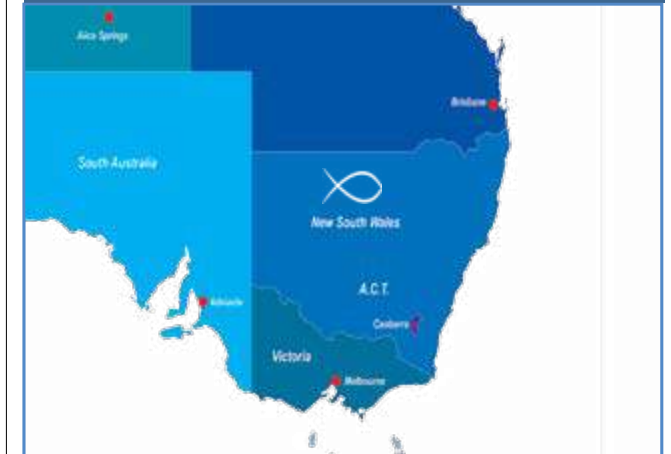 Alice Springs
Brisbane
South Australia
New South Wales
A.C.T.
Adelaide
Canberra
Victoria
Melbourne